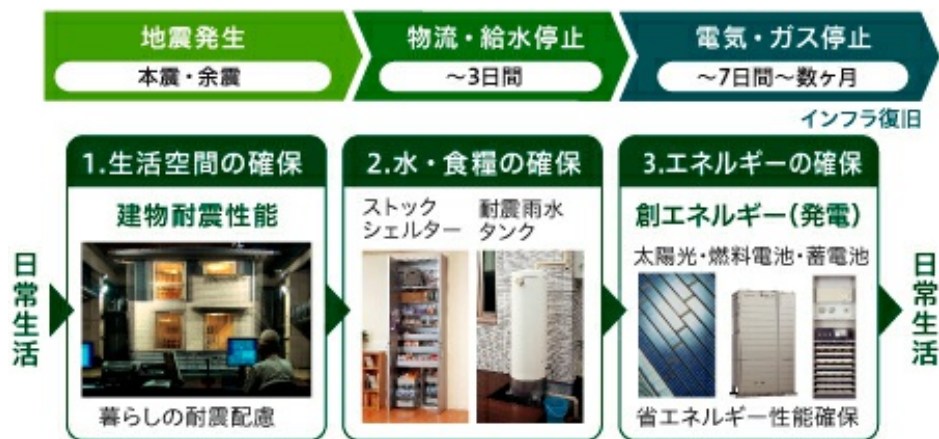 地震発生
本震・余震
物流・給水停止
～3日間
電気・ガス停止
～7日間～数ヶ月
インフラ復旧
日常生活
1.生活空間の確保
建物耐震性能
暮らしの耐震配慮
2.水・食糧の確保
ストック
シェルター
耐震雨水
タンク
3.エネルギーの確保
創エネルギー（発電）
太陽光・燃料電池・蓄電池
省エネルギー性能確保
日常生活